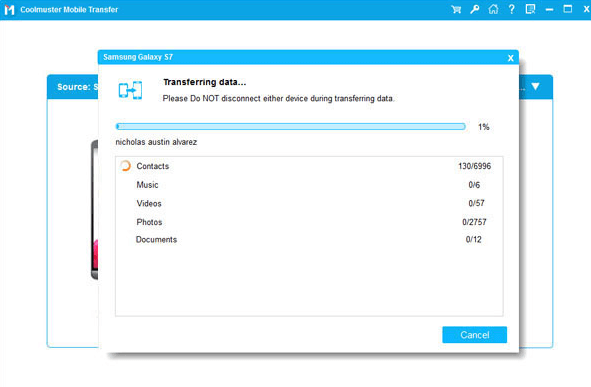 Coolmuster Mobile Transfer
Samsung Galaxy S7
X
Source: S
Transferring data...
Please Do NOT disconnect either device during transferring data.
1%
nicholas austin alvarez
Contacts 130/6996
Music 0/6
Videos 0/57
Photos 0/2757
Documents 0/12
Cancel